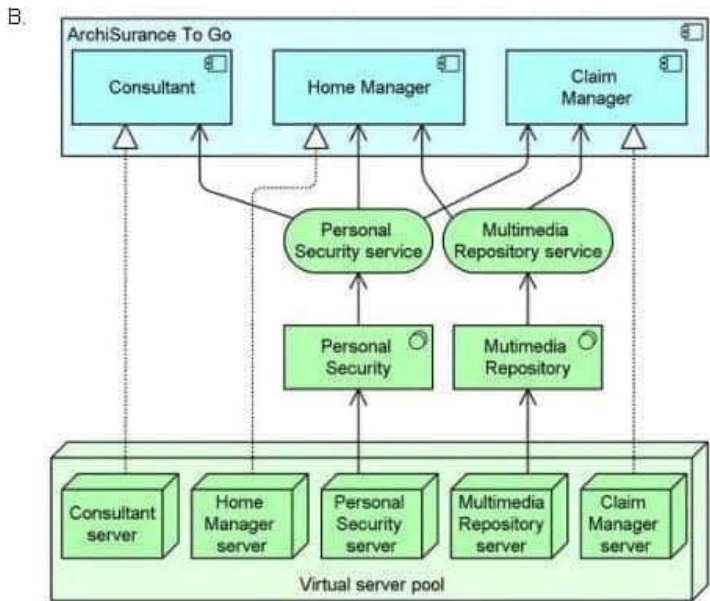 B.
ArchiSurance To Go
Consultant
Home Manager
Claim
Manager
Personal
Security service
Multimedia
Repository service
Personal
Security
Mutimedia
Repository
Consultant
server
Home
Manager
server
Personal
Security
server
Multimedia
Repository
server
Claim
Manager
server
Virtual server pool